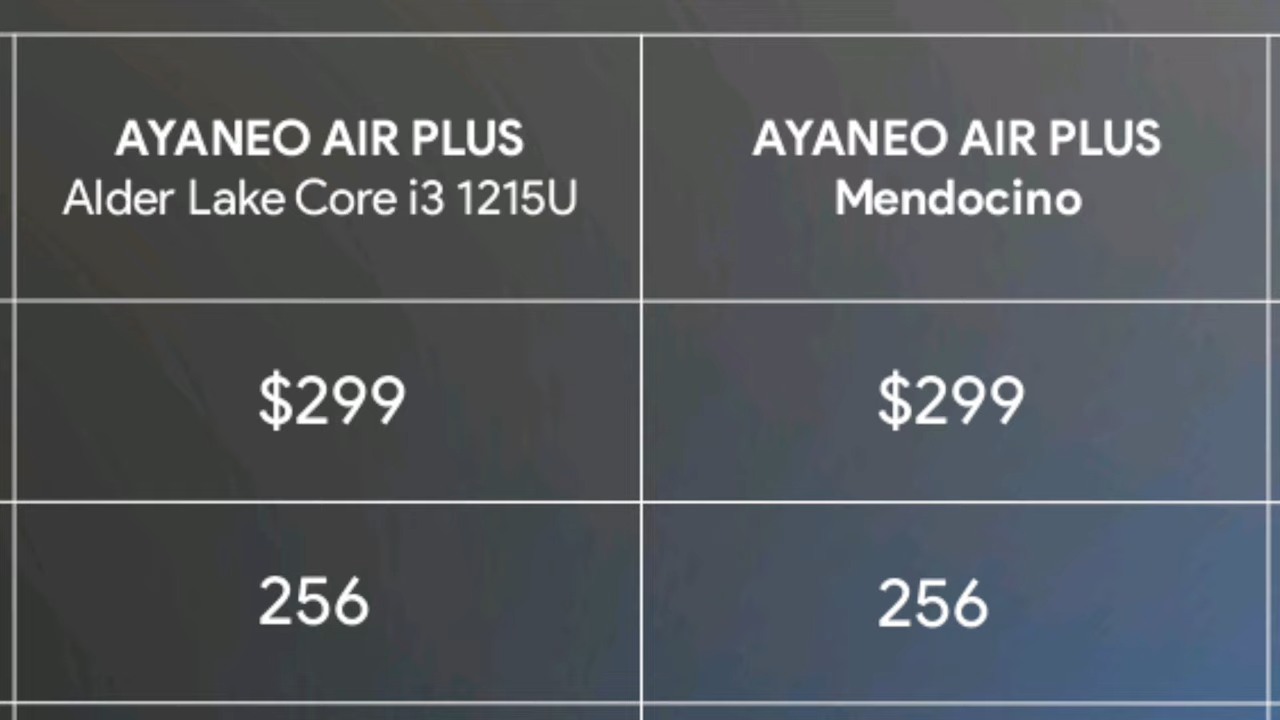 AYANEO AIR PLUS
Alder Lake Core i3 1215U
AYANEO AIR PLUS
Mendocino
$299
$299
256
256